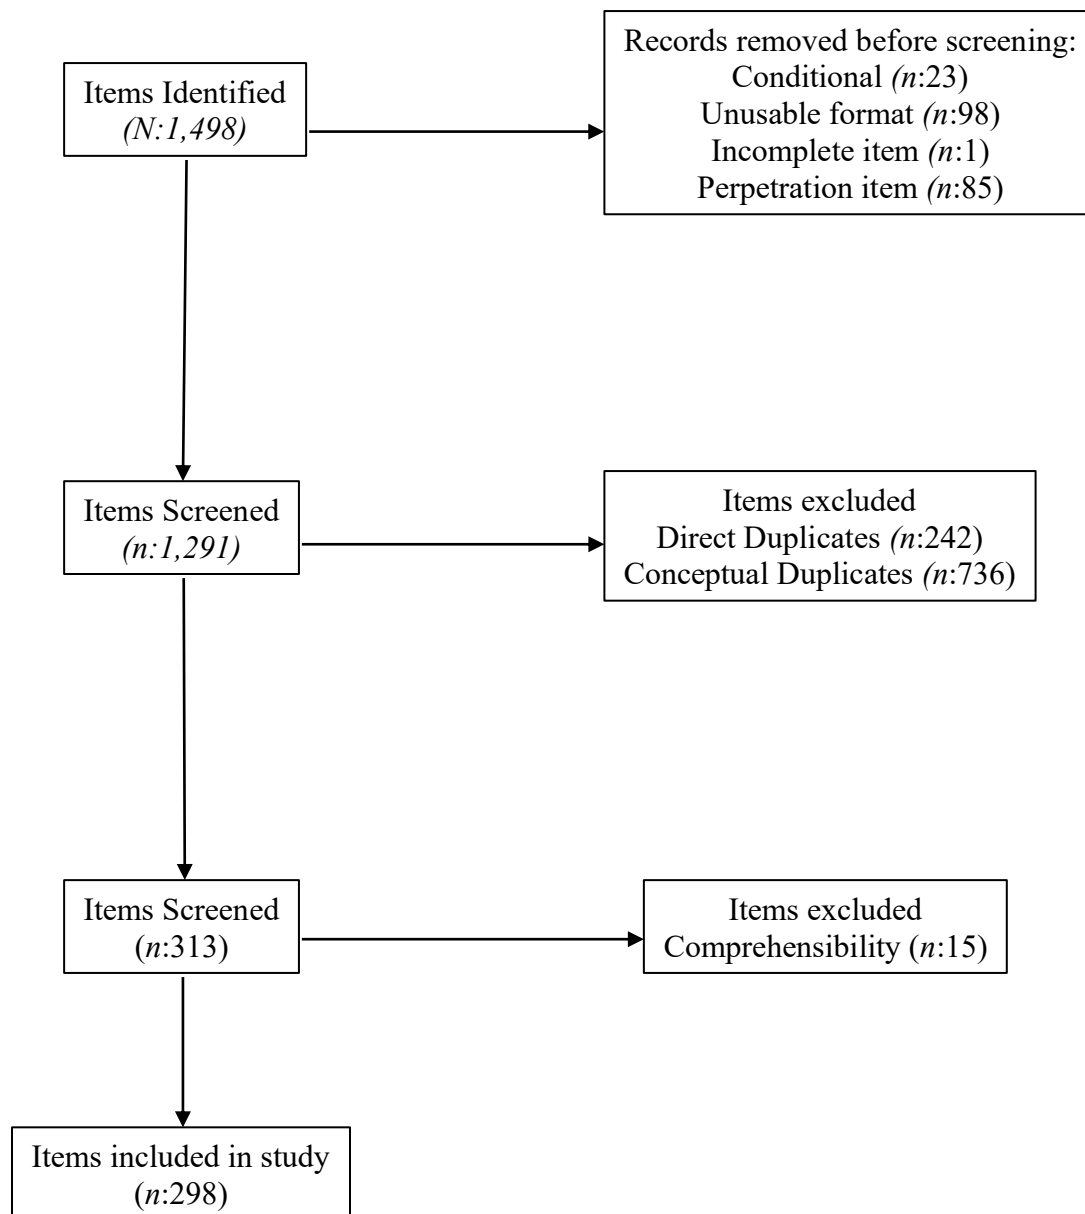 Items Identified
(N:1,498)
Records removed before screening:
Conditional (n:23)
Unusable format (n:98)
Incomplete item (n:1)
Perpetration item (n:85)
Items Screened
(n:1,291)
Items excluded
Direct Duplicates (n:242)
Conceptual Duplicates (n:736)
Items Screened
(n:313)
Items excluded
Comprehensibility (n:15)
Items included in study
(n:298)